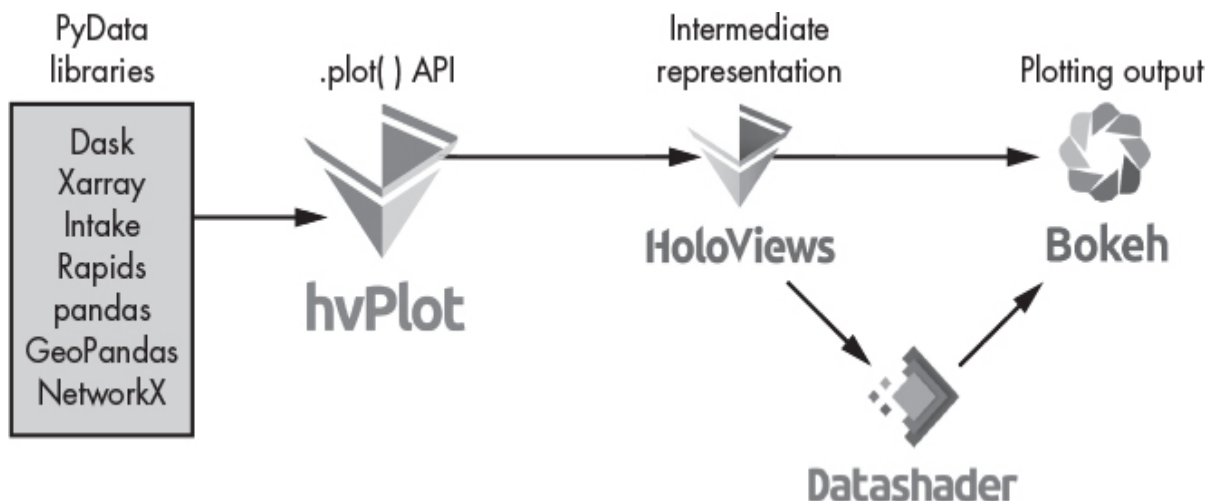 PyData
libraries
Dask
Xarray
Intake
Rapids
pandas
GeoPandas
NetworkX
.plot( ) API
hvPlot
Intermediate
representation
HoloViews
Datashader
Plotting output
Bokeh